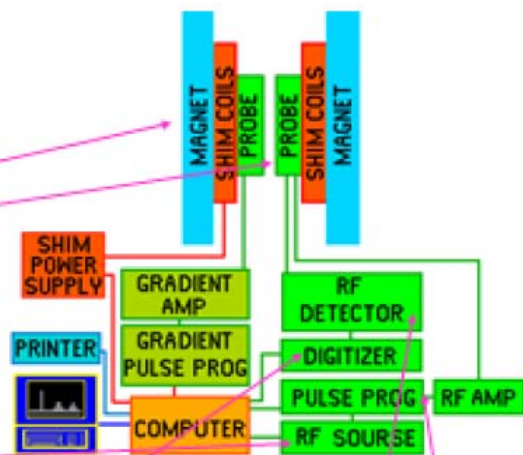 MAGNET
SHIM COILS
PROBE
PROBE
SHIM COILS
MAGNET
SHIM
POWER
SUPPLY
GRADIENT
AMP
RF
DETECTOR
GRADIENT
PULSE PROG
PRINTER
DIGITIZER
PULSE PROG
RF AMP
COMPUTER
RF SOURSE